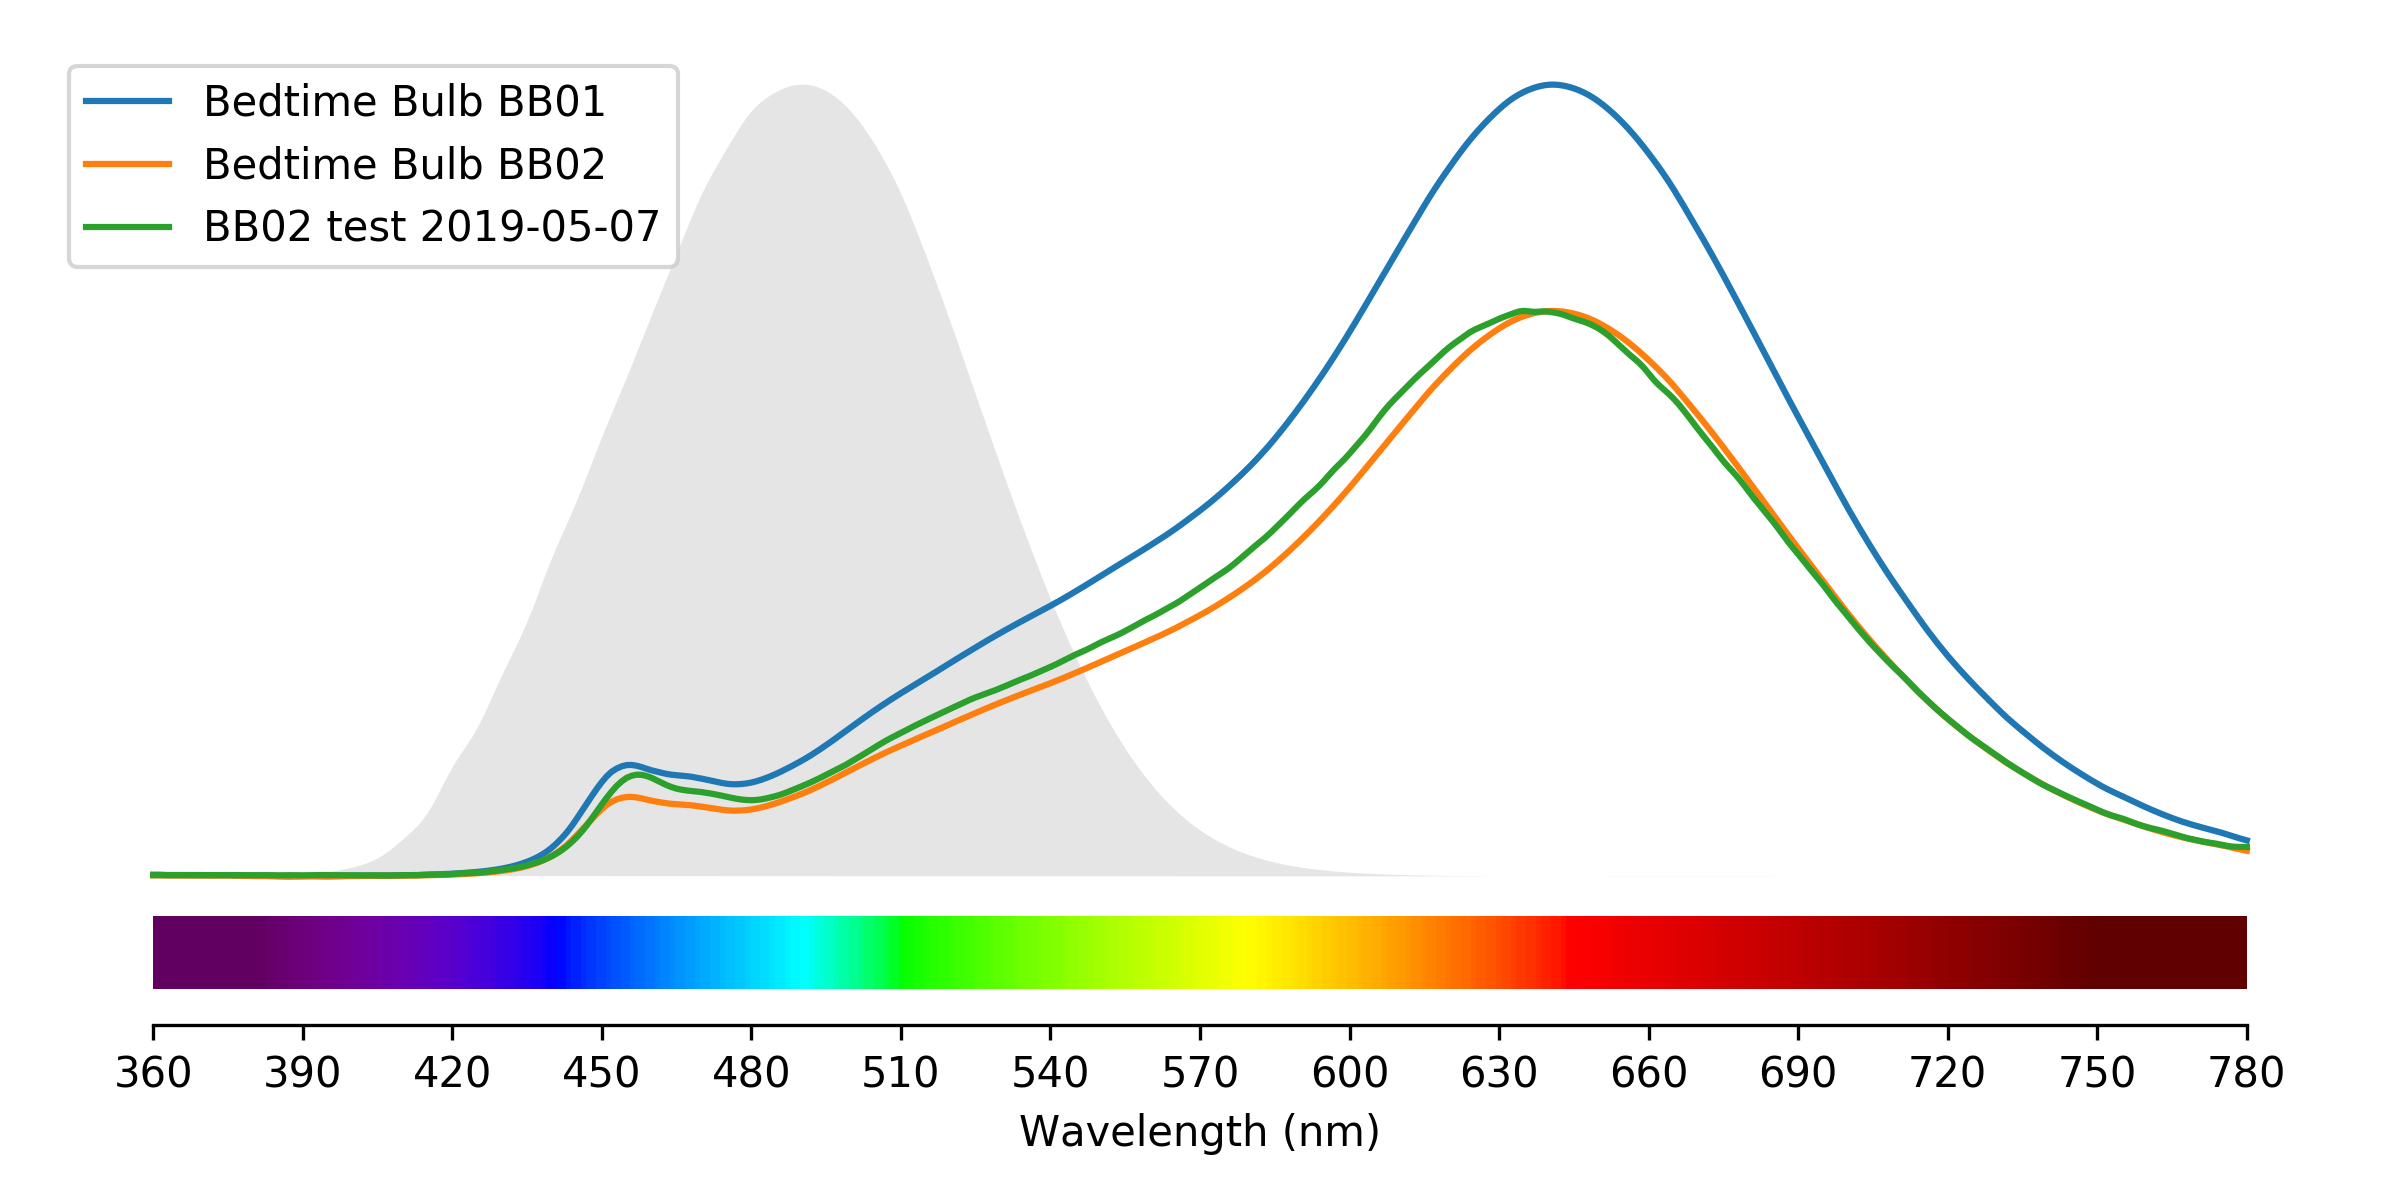 Bedtime Bulb BB01
Bedtime Bulb BB02
BB02 test 2019-05-07
360 390 420 450 480 510 540 570 600 630 660 690 720 750 780
Wavelength (nm)